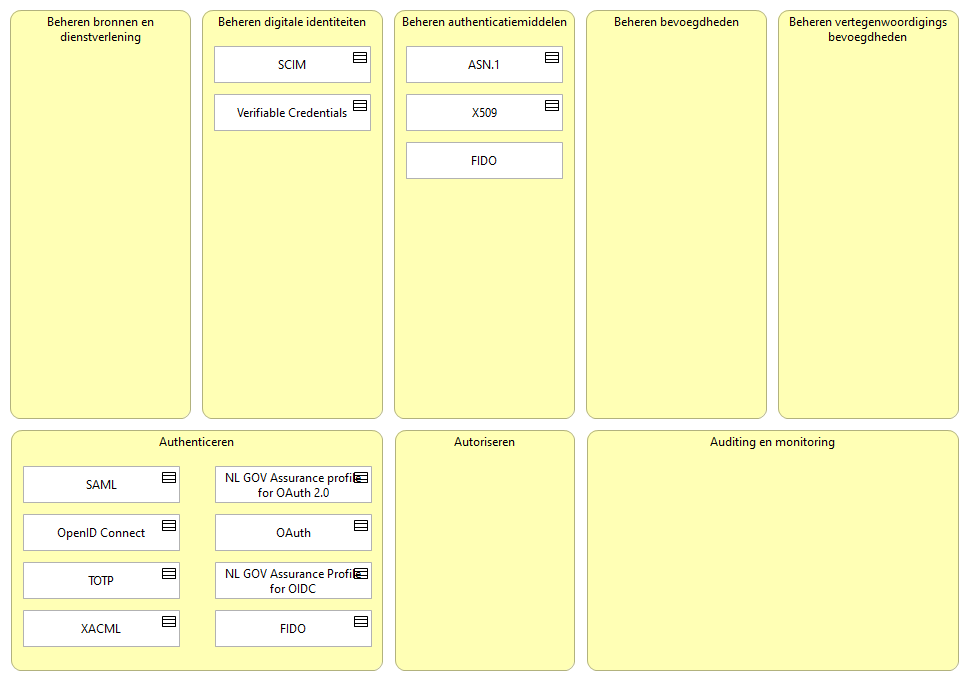 Beheren bronnen en
dienstverlening
Beheren digitale identiteiten
SCIM
Verifiable Credentials
Beheren authenticatiemiddelen
ASN.1
X509
FIDO
Beheren bevoegdheden
Beheren vertegenwoordigings
bevoegdheden
Authenticeren
SAML
NL GOV Assurance profile
for OAuth 2.0
OpenID Connect
OAuth
TOTP
NL GOV Assurance Profile
for OIDC
XACML
FIDO
Autoriseren
Auditing en monitoring